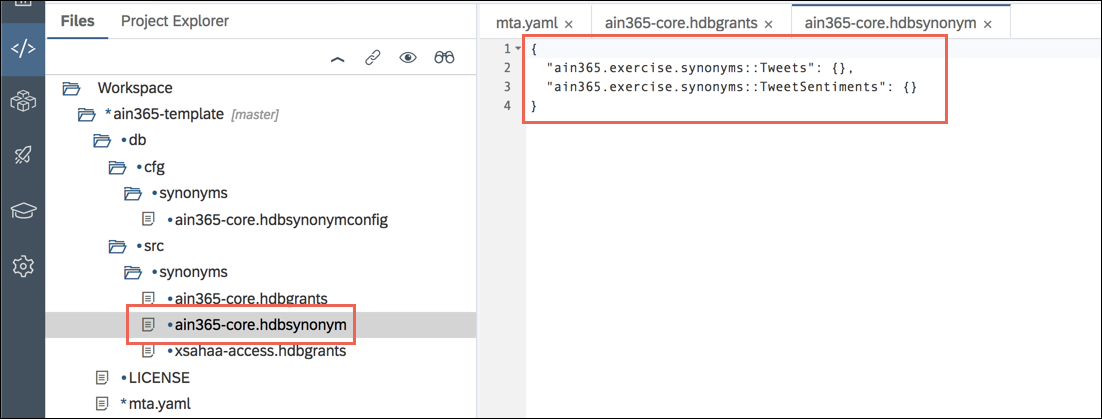 Files Project Explorer
Workspace
*ain365-template [master]
•db
•cfg
•synonyms
•ain365-core.hdbsynonymconfig
•src
•synonyms
•ain365-core.hdbgrants
•ain365-core.hdbsynonym
•xsahaa-access.hdbgrants
•LICENSE
*mta.yaml
mta.yaml × ain365-core.hdbgrants × ain365-core.hdbsynonym ×
1 {
2 "ain365.exercise.synonyms::Tweets": {},
3 "ain365.exercise.synonyms::TweetSentiments": {}
4 }